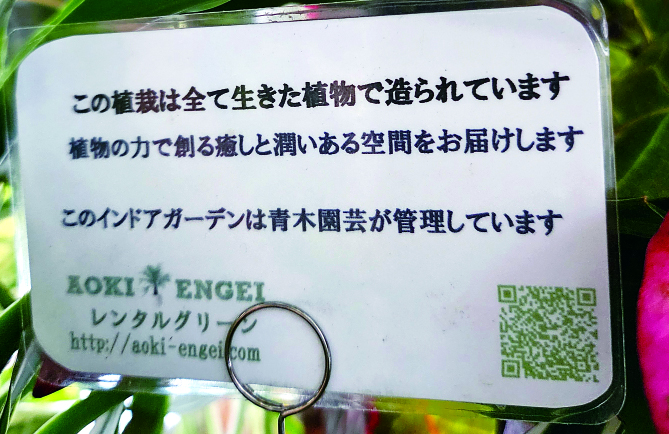 この植栽は全て生きた植物で造られています
植物の力で創る癒しと潤いある空間をお届けします
このインドアガーデンは青木園芸が管理しています
AOKI ENGEI
レンタルグリーン
http://aoki-engei.com